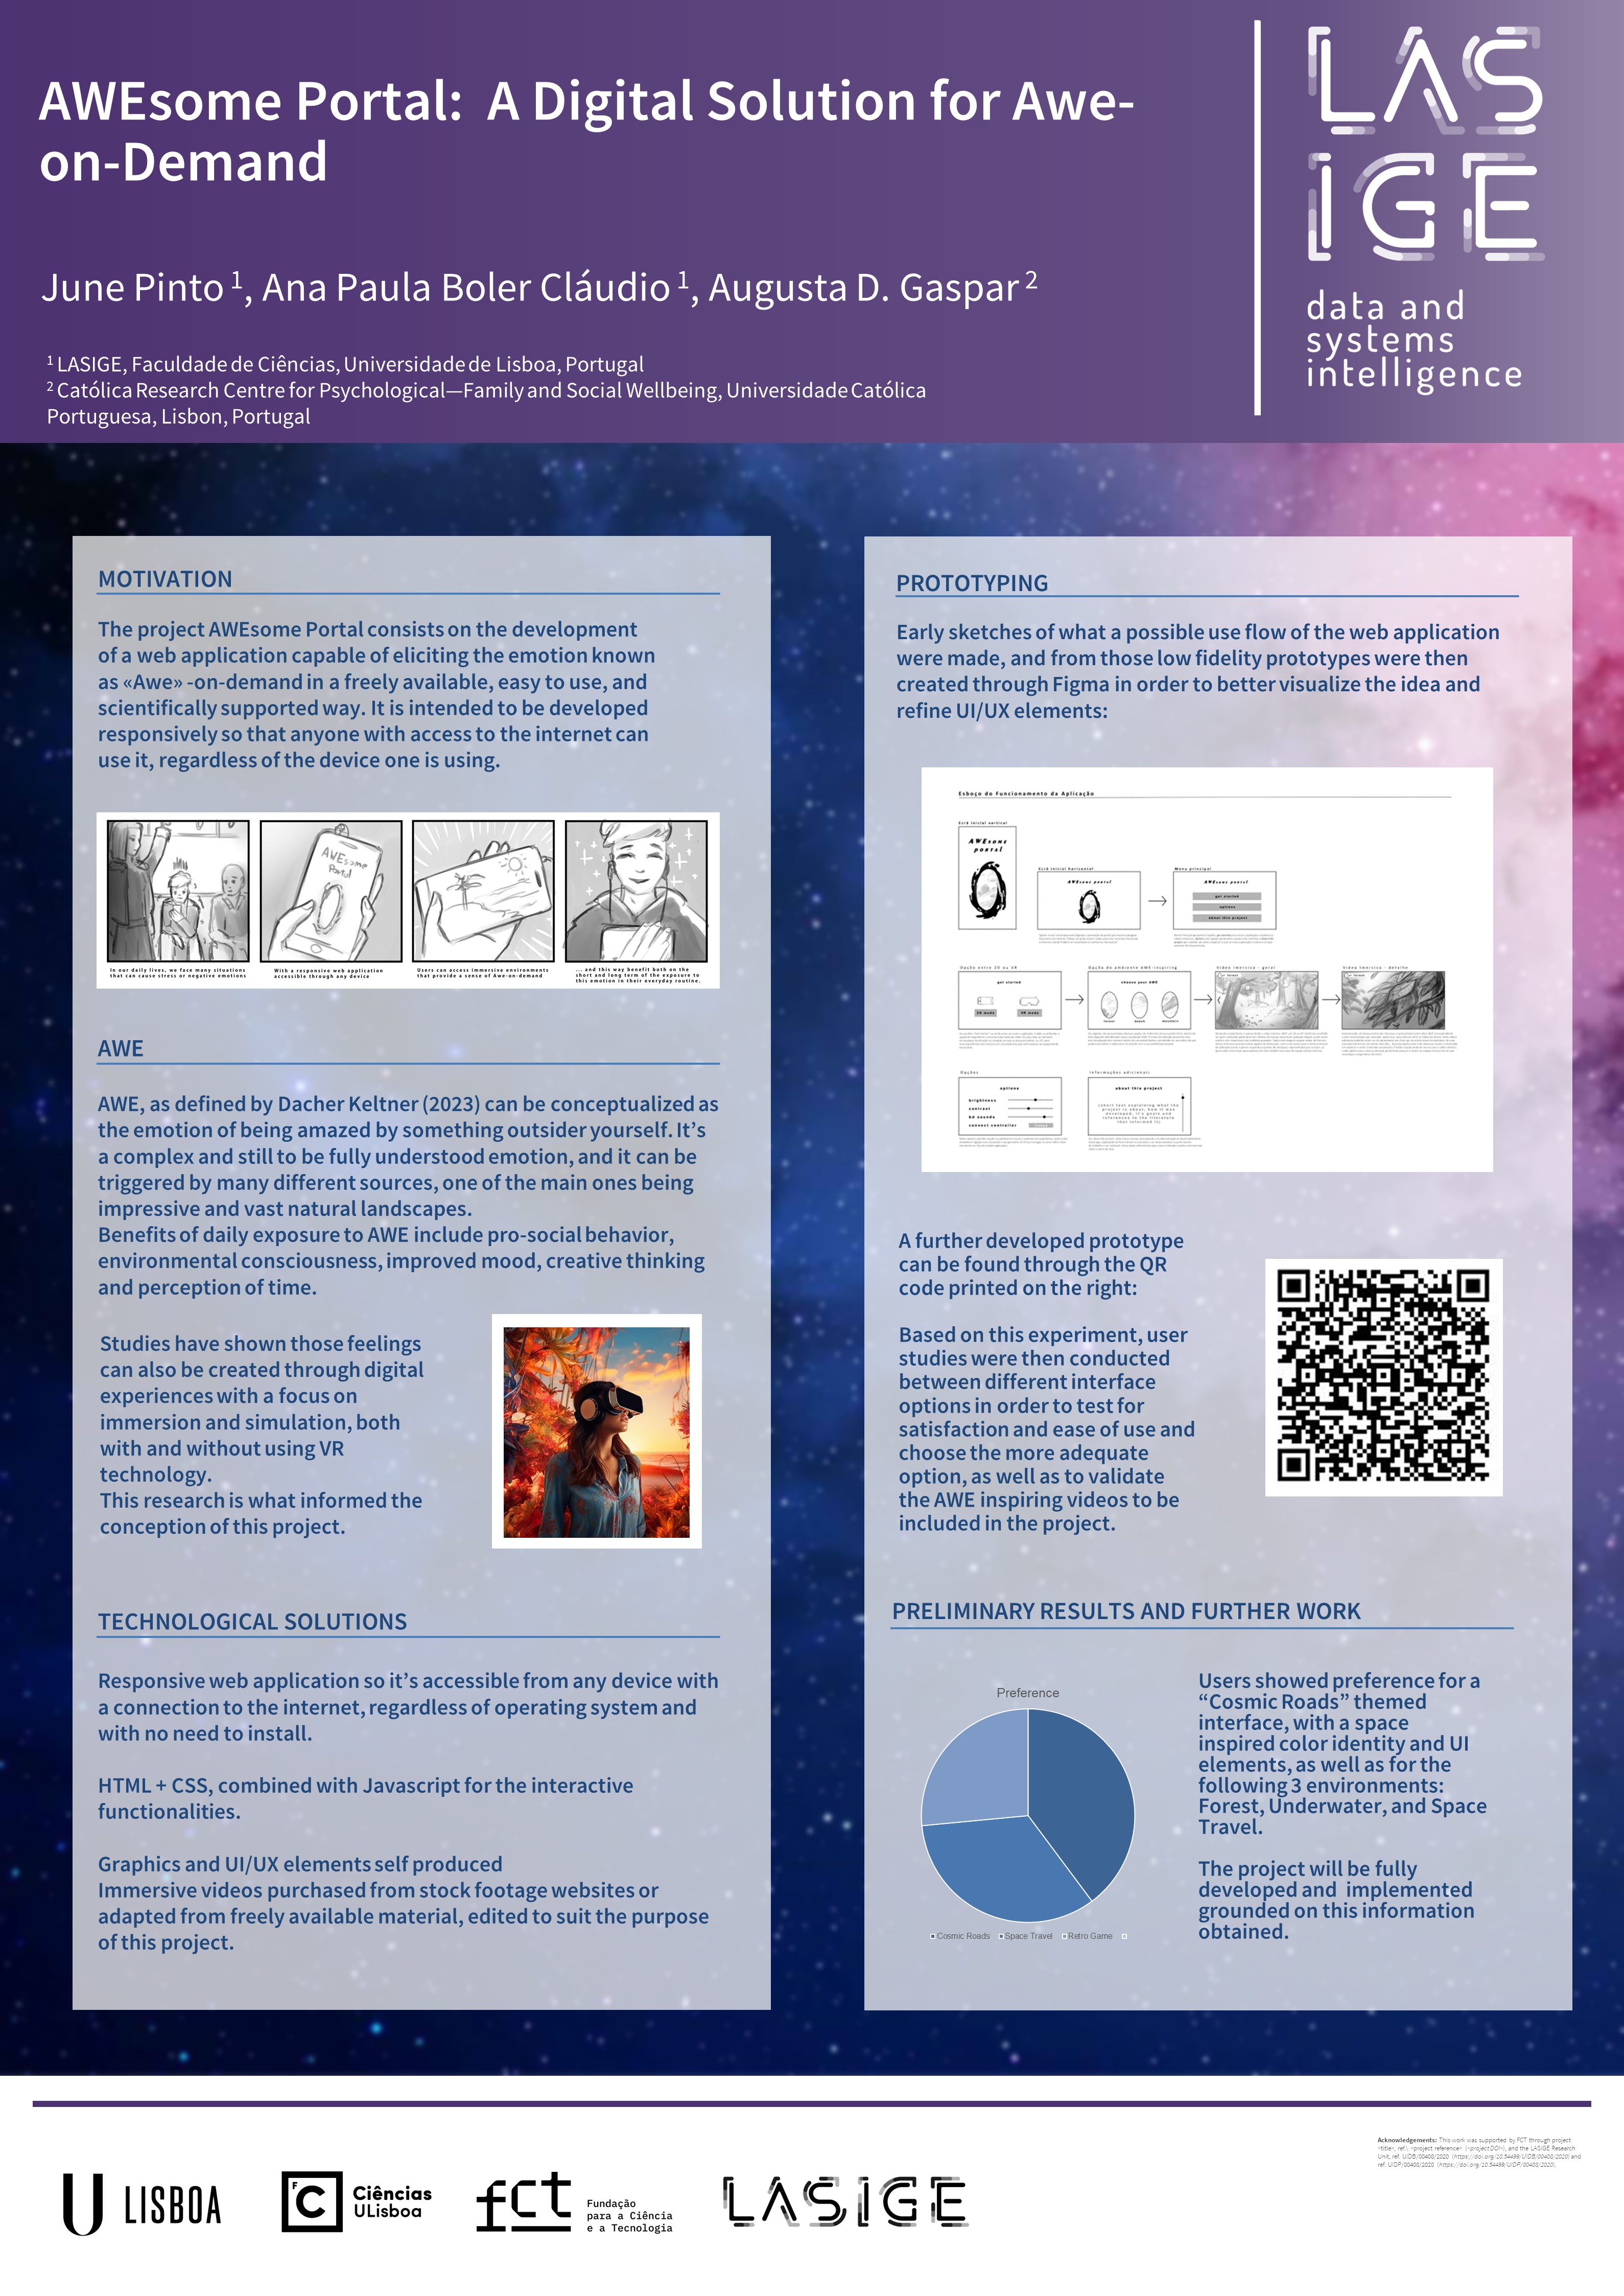 AWEsome Portal:  A Digital Solution for Awe-
on-Demand
June Pinto 1, Ana Paula Boler Cláudio 1, Augusta D. Gaspar 2
1 LASIGE, Faculdade de Ciências, Universidade de Lisboa, Portugal
2 Católica Research Centre for Psychological—Family and Social Wellbeing, Universidade Católica
Portuguesa, Lisbon, Portugal
LAS
IGE
data and
systems
intelligence
MOTIVATION
The project AWEsome Portal consists on the development
of a web application capable of eliciting the emotion known
as «Awe» -on-demand in a freely available, easy to use, and
scientifically supported way. It is intended to be developed
responsively so that anyone with access to the internet can
use it, regardless of the device one is using.
AWEsome
Portal
In our daily lives, we face many situations
that can cause stress or negative emotions
With a responsive web application
accessible through any device
Users can access immersive environments
that provide a sense of Awe-on-demand
... and this way benefit both on the
short and long term of the exposure to
this emotion in their everyday routine.
AWE
AWE, as defined by Dacher Keltner (2023) can be conceptualized as
the emotion of being amazed by something outsider yourself. It’s
a complex and still to be fully understood emotion, and it can be
triggered by many different sources, one of the main ones being
impressive and vast natural landscapes.
Benefits of daily exposure to AWE include pro-social behavior,
environmental consciousness, improved mood, creative thinking
and perception of time.
Studies have shown those feelings
can also be created through digital
experiences with a focus on
immersion and simulation, both
with and without using VR
technology.
This research is what informed the
conception of this project.
TECHNOLOGICAL SOLUTIONS
Responsive web application so it’s accessible from any device with
a connection to the internet, regardless of operating system and
with no need to install.
HTML + CSS, combined with Javascript for the interactive
functionalities.
Graphics and UI/UX elements self produced
Immersive videos purchased from stock footage websites or
adapted from freely available material, edited to suit the purpose
of this project.
PROTOTYPING
Early sketches of what a possible use flow of the web application
were made, and from those low fidelity prototypes were then
created through Figma in order to better visualize the idea and
refine UI/UX elements:
Esboço do Funcionamento da Aplicação
Ecrã inicial vertical
AWEsome
portal
Ecrã inicial horizontal
AWEsome portal
Menu principal
AWEsome portal
get started
options
about this project
Opção entre 2D ou VR
get started
2D mode
VR mode
Opção do ambiente AWE-inspiring
choose your AWE
forest
beach
mountain
Vídeo imersivo - geral
Vídeo imersivo - detalhe
Opções
options
brightness
contrast
bd sounds
connect controller
Informações adicionais
about this project
(short text explaining what the
project is about, how it was
developed, it's goals and
references to the literature
that informed it)
A further developed prototype
can be found through the QR
code printed on the right:
Based on this experiment, user
studies were then conducted
between different interface
options in order to test for
satisfaction and ease of use and
choose the more adequate
option, as well as to validate
the AWE inspiring videos to be
included in the project.
PRELIMINARY RESULTS AND FURTHER WORK
Preference
Cosmic Roads Space Travel Retro Game
Users showed preference for a
“Cosmic Roads” themed
interface, with a space
inspired color identity and UI
elements, as well as for the
following 3 environments:
Forest, Underwater, and Space
Travel.
The project will be fully
developed and  implemented
grounded on this information
obtained.
Acknowledgements: This work was supported by FCT through project
<title>, ref.\ <project reference> (<project DOI>), and the LASIGE Research
Unit, ref. UIDB/00408/2020 (https://doi.org/10.54499/UIDB/00408/2020) and
ref. UIDP/00408/2020 (https://doi.org/10.54499/UIDP/00408/2020).
U LISBOA
FC Ciências
ULisboa
fct Fundação
para a Ciência
e a Tecnologia
LASIGE